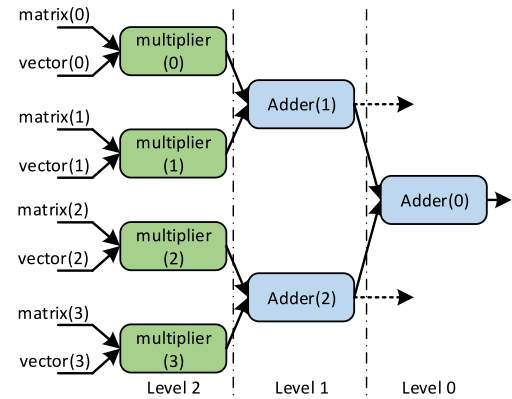 matrix(0)
vector(0)
multiplier
(0)
matrix(1)
vector(1)
multiplier
(1)
matrix(2)
vector(2)
multiplier
(2)
matrix(3)
vector(3)
multiplier
(3)
Adder(1)
Adder(2)
Adder(0)
Level 2
Level 1
Level 0